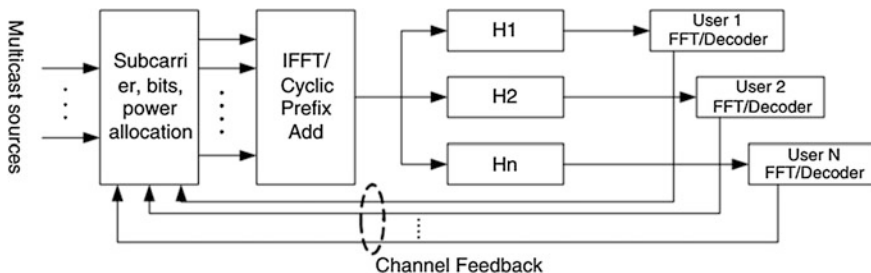 Multicast sources
Subcarri
er, bits,
power
allocation
IFFT/
Cyclic
Prefix
Add
H1
H2
Hn
User 1
FFT/Decoder
User 2
FFT/Decoder
User N
FFT/Decoder
Channel Feedback